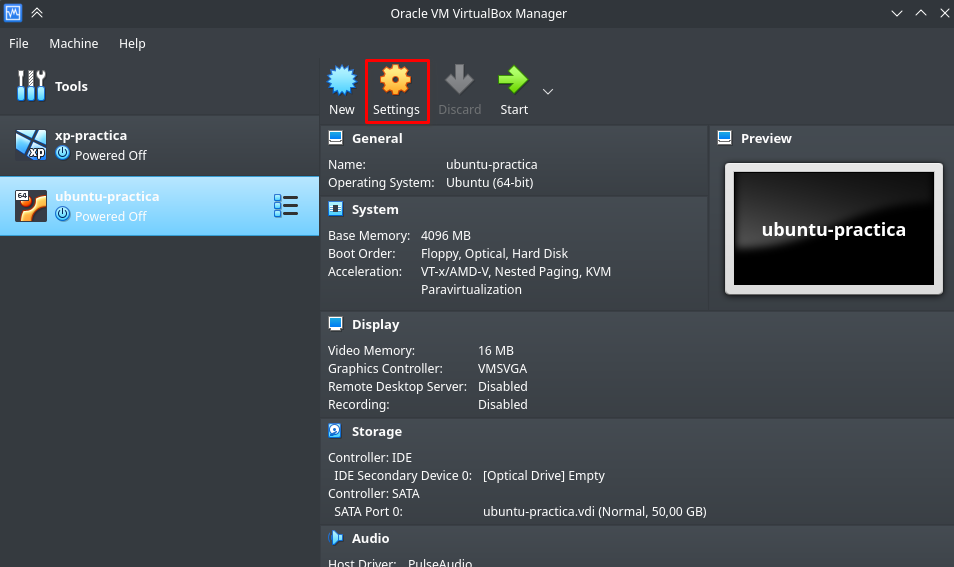 Oracle VM VirtualBox Manager
File Machine Help
Tools
New Settings Discard Start
xp
xp-practica
Powered Off
64
ubuntu-practica
Powered Off
General
Name: ubuntu-practica
Operating System: Ubuntu (64-bit)
Preview
ubuntu-practica
System
Base Memory: 4096 MB
Boot Order: Floppy, Optical, Hard Disk
Acceleration: VT-x/AMD-V, Nested Paging, KVM
Paravirtualization
Display
Video Memory: 16 MB
Graphics Controller: VMSVGA
Remote Desktop Server: Disabled
Recording: Disabled
Storage
Controller: IDE
IDE Secondary Device 0: [Optical Drive] Empty
Controller: SATA
SATA Port 0: ubuntu-practica.vdi (Normal, 50,00 GB)
Audio
Host Driver: PulseAudio